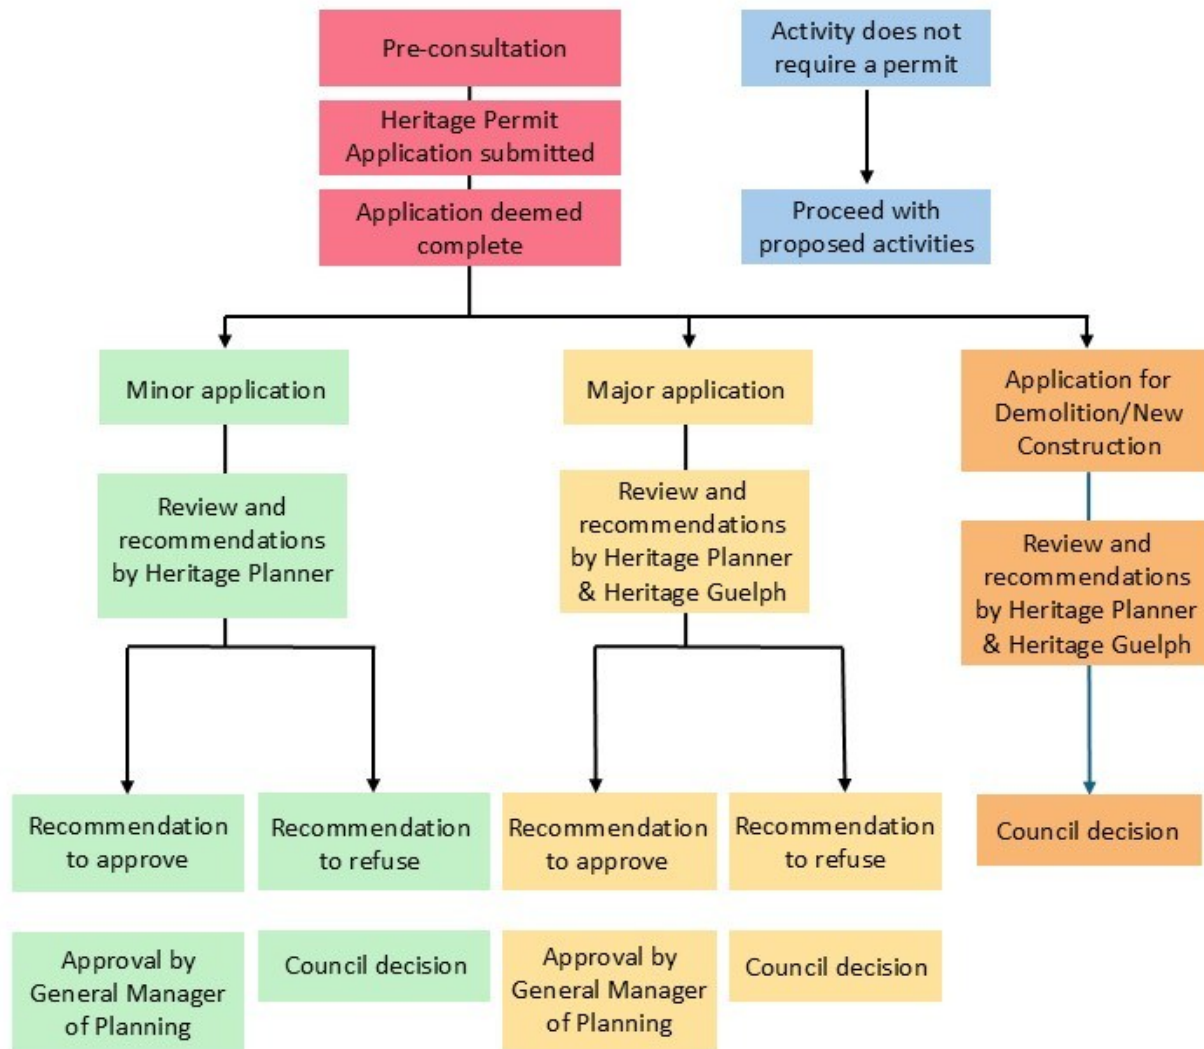 Pre-consultation
Heritage Permit
Application submitted
Application deemed
complete
Activity does not
require a permit
Proceed with
proposed activities
Minor application
Review and
recommendations
by Heritage Planner
Recommendation
to approve
Approval by
General Manager
of Planning
Recommendation
to refuse
Council decision
Major application
Review and
recommendations
by Heritage Planner
& Heritage Guelph
Recommendation
to approve
Approval by
General Manager
of Planning
Recommendation
to refuse
Council decision
Application for
Demolition/New
Construction
Review and
recommendations
by Heritage Planner
& Heritage Guelph
Council decision